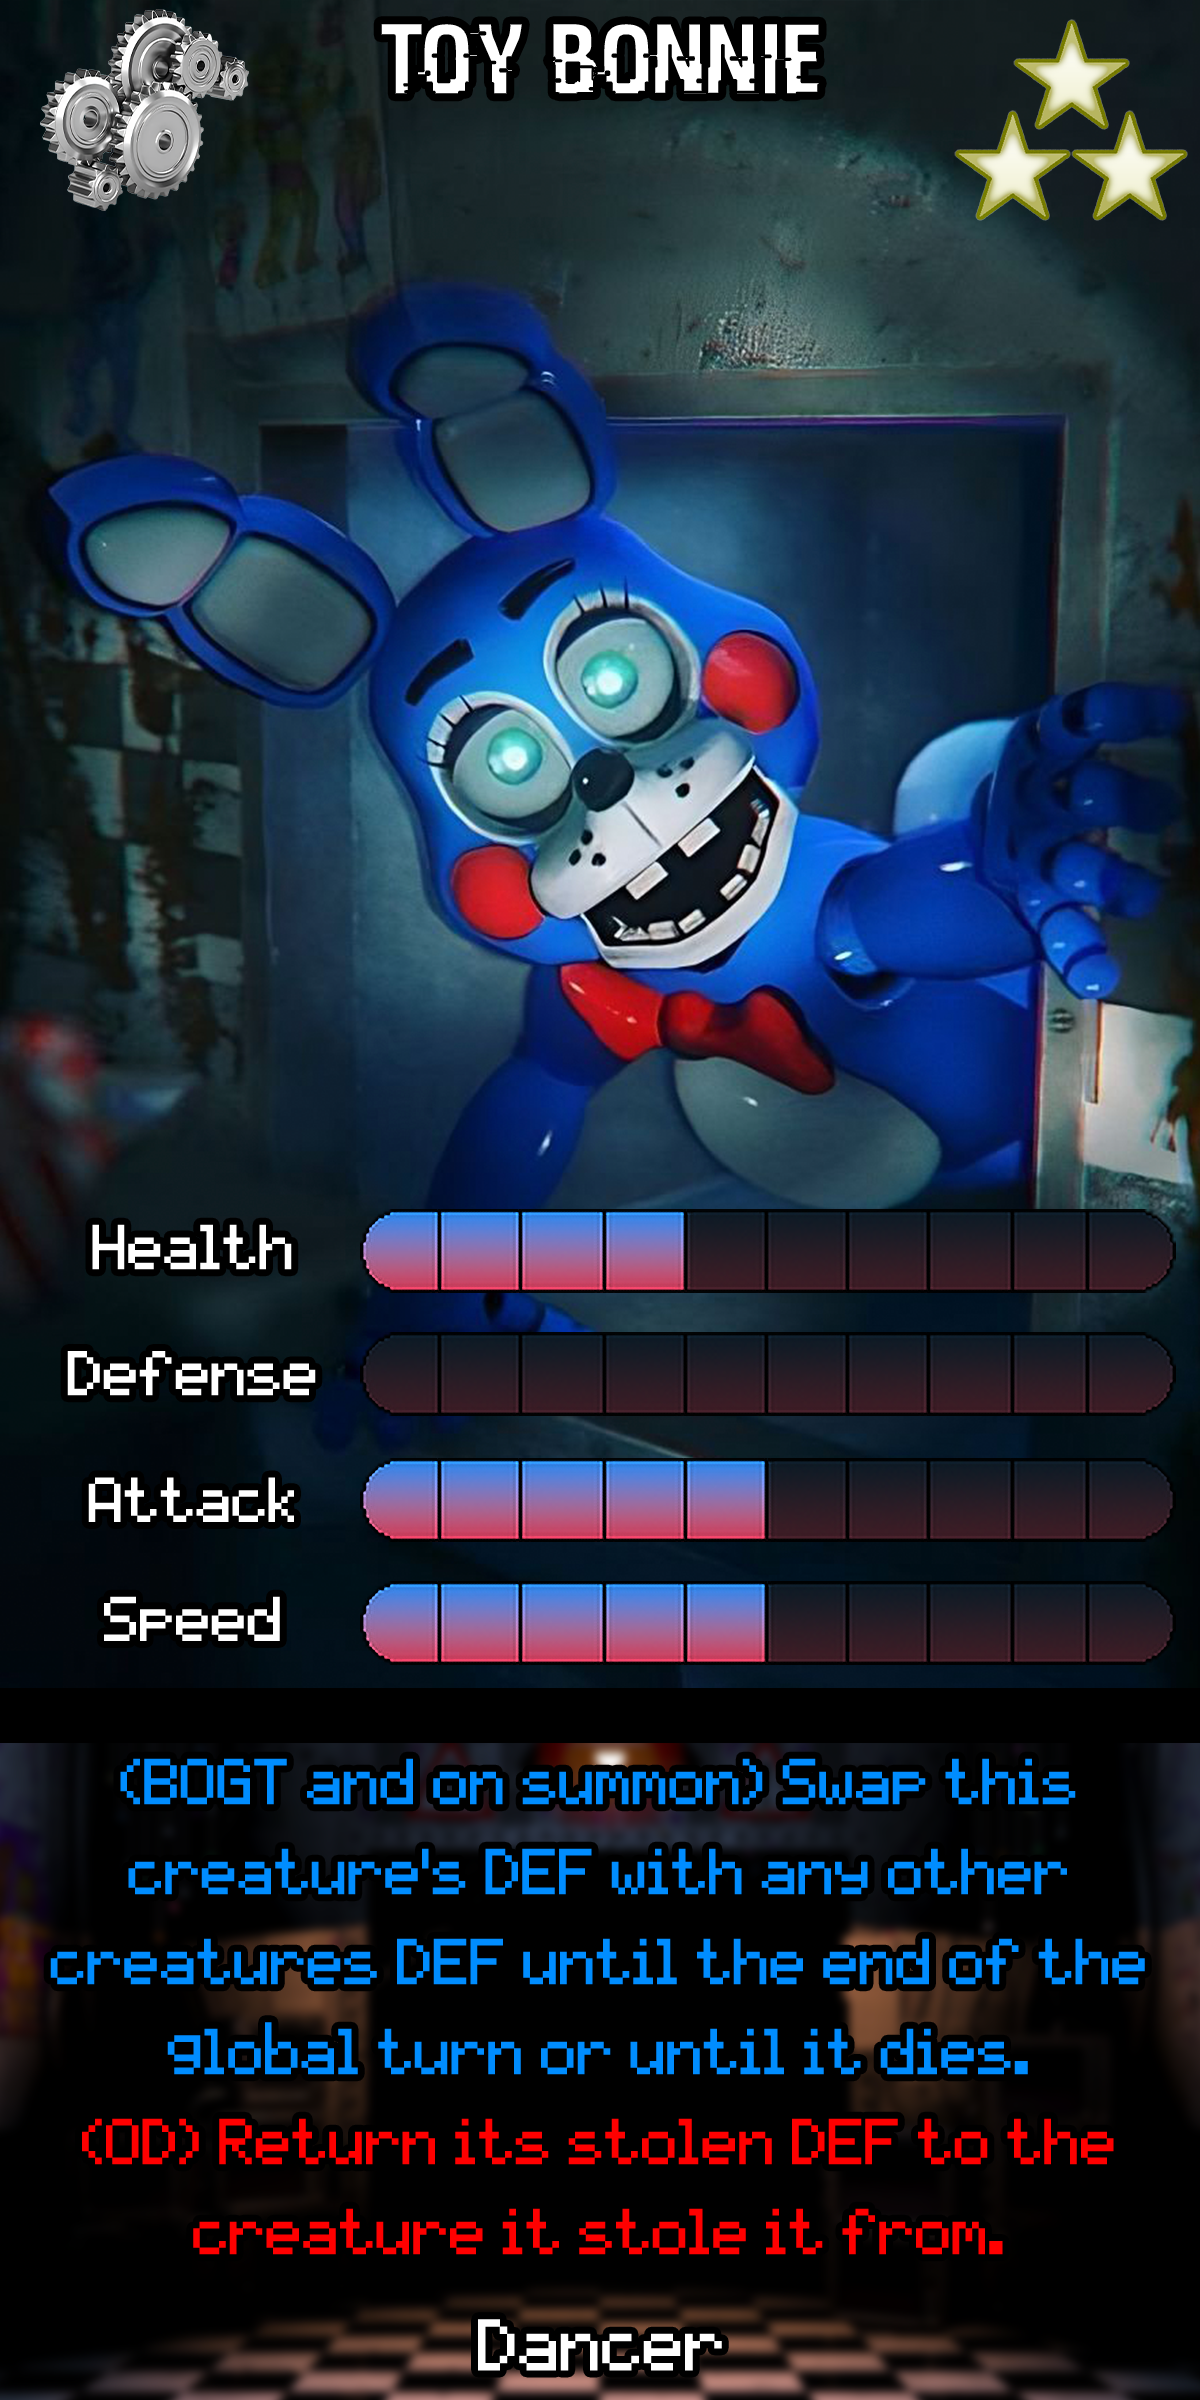 TOY BONNIE
Health
Defense
Attack
Speed
(BOGT and on summon) Swap this
creature's DEF with any other
creatures DEF until the end of the
global turn or until it dies.
(OD) Return its stolen DEF to the
creature it stole it from.
Dancer